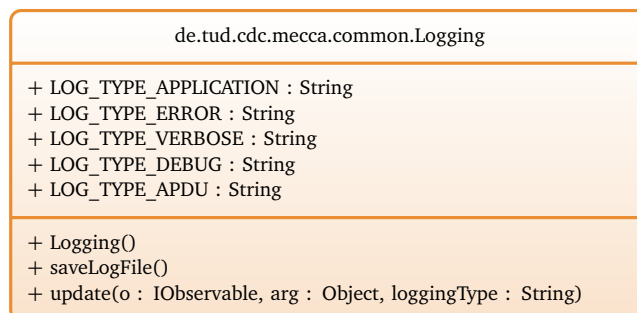 de.tud.cdc.mecca.common.Logging
+ LOG_TYPE_APPLICATION : String
+ LOG_TYPE_ERROR : String
+ LOG_TYPE_VERBOSE : String
+ LOG_TYPE_DEBUG : String
+ LOG_TYPE_APDU : String
+ Logging()
+ saveLogFile()
+ update(o : IObservable, arg : Object, loggingType : String)